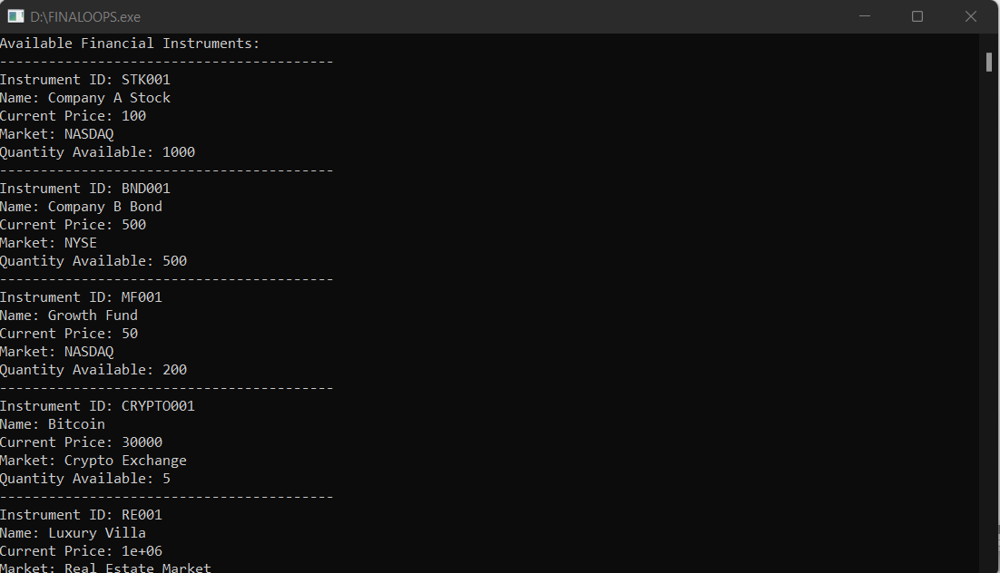 D:\FINALOOPS.exe
Available Financial Instruments:
-----------------------------------------
Instrument ID: STK001
Name: Company A Stock
Current Price: 100
Market: NASDAQ
Quantity Available: 1000
-----------------------------------------
Instrument ID: BND001
Name: Company B Bond
Current Price: 500
Market: NYSE
Quantity Available: 500
-----------------------------------------
Instrument ID: MF001
Name: Growth Fund
Current Price: 50
Market: NASDAQ
Quantity Available: 200
-----------------------------------------
Instrument ID: CRYPTO001
Name: Bitcoin
Current Price: 30000
Market: Crypto Exchange
Quantity Available: 5
-----------------------------------------
Instrument ID: RE001
Name: Luxury Villa
Current Price: 1e+06
Market: Real Estate Market